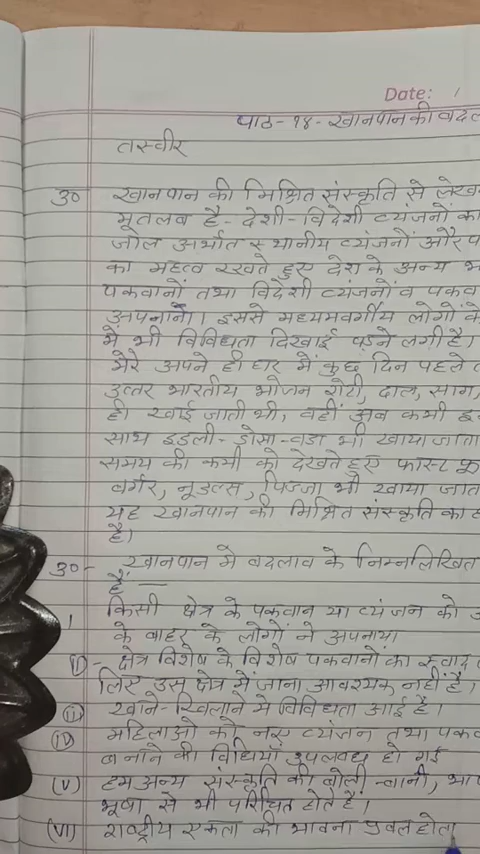 Date: /
पाठ-१४-खानपान की बदल
तस्वीर
उ० खानपान की मिश्रित संस्कृति से लेख
मूतलब है- देशी-विदेशी व्यंजनों का
जोल अर्थात स्थानीय व्यंजनों और प
का महत्व रखते हुए देश के अन्य भ
पकवानों तथा विदेशी व्यंजनों व पकव
अपनाना। इससे मध्यमवर्गीय लोगों के
में भी विविधता दिखाई पड़ने लगी है।
मेरे अपने ही घर में कुछ दिन पहले
उत्तर भारतीय भोजन रोटी, दाल, साग,
ही खाई जाती थी, वहीं अब कभी इ
साथ इडली-डोसा-वडा भी खाया जाता
समय की कमी को देखते हुए फास्ट फू
बर्गर, नूडल्स, पिज्जा भी खाया जात
यह खानपान की मिश्रित संस्कृति का
है।
उ०- खानपान में बदलाव के निम्नलिखित
हैं —
1 किसी क्षेत्र के पकवान या व्यंजन को
के बाहर के लोगों ने अपनाया
(II)- क्षेत्र विशेष के विशेष पकवानों का स्वाद
लिए उस क्षेत्र में जाना आवश्यक नहीं है।
(III) खाने-खिलाने में विविधता आई है।
(IV) महिलाओं को नए व्यंजन तथा पकव
बनाने की विधियाँ उपलब्ध हो गई
(V) हम अन्य संस्कृति की बोली-बानी, भा
भूषा से भी परिचित होते हैं।
(VI) राष्ट्रीय एकता की भावना प्रबल होता